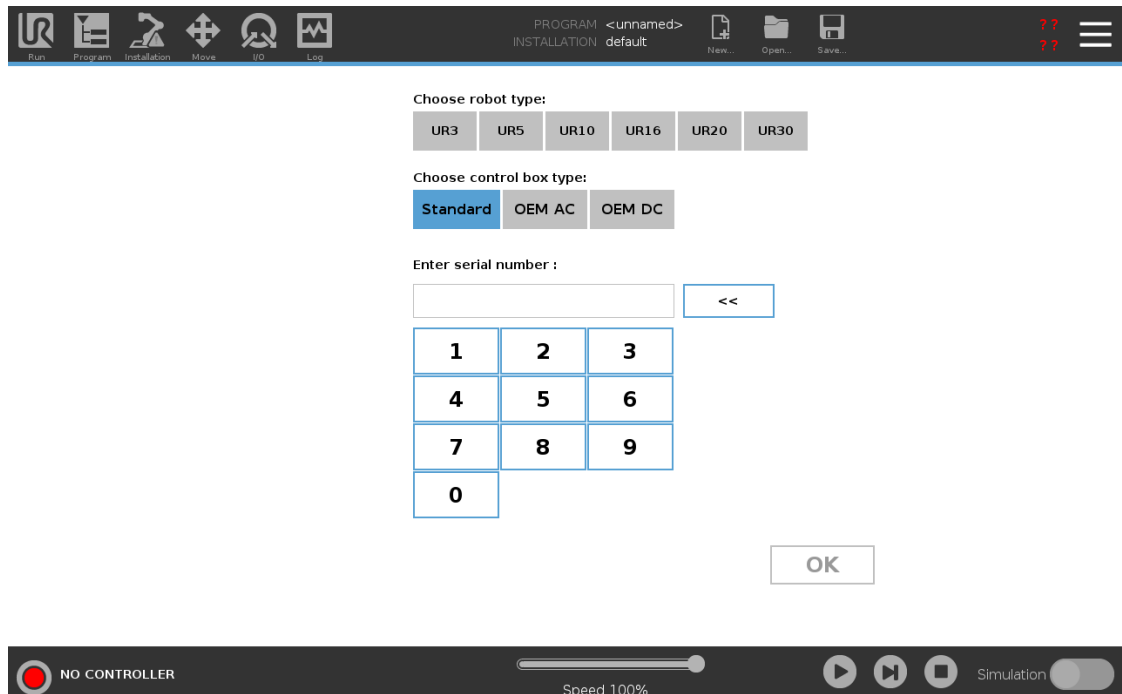 PROGRAM <unnamed>
INSTALLATION default
? ?
? ?
Run Program Installation Move I/O Log New... Open... Save...
Choose robot type:
UR3 UR5 UR10 UR16 UR20 UR30
Choose control box type:
Standard OEM AC OEM DC
Enter serial number :
<<
1 2 3
4 5 6
7 8 9
0
OK
NO CONTROLLER
Speed 100%
Simulation